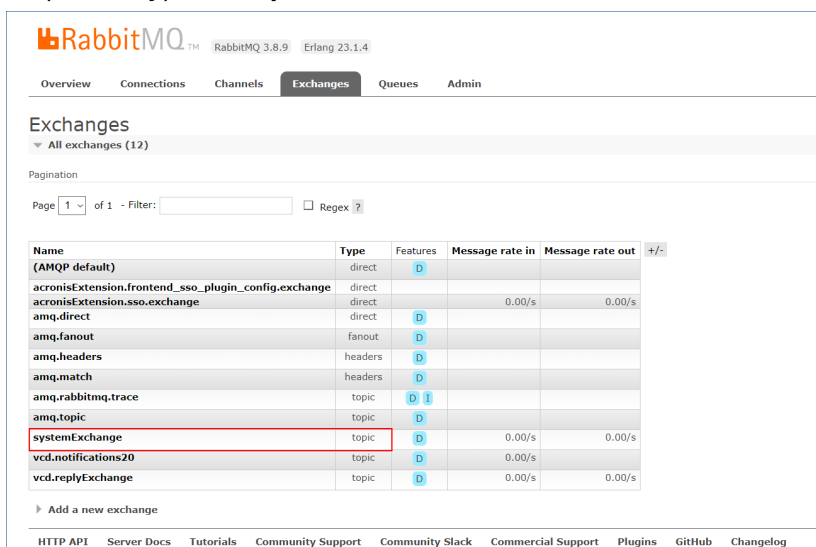 RabbitMQ TM RabbitMQ 3.8.9 Erlang 23.1.4
Overview Connections Channels Exchanges Queues Admin
Exchanges
All exchanges (12)
Pagination
Page 1 of 1 - Filter: Regex ?
Name Type Features Message rate in Message rate out +/-
(AMQP default) direct D
acronisExtension.frontend_sso_plugin_config.exchange direct
acronisExtension.sso.exchange direct 0.00/s 0.00/s
amq.direct direct D
amq.fanout fanout D
amq.headers headers D
amq.match headers D
amq.rabbitmq.trace topic D I
amq.topic topic D
systemExchange topic D 0.00/s 0.00/s
vcd.notifications20 topic D 0.00/s
vcd.replyExchange topic D 0.00/s 0.00/s
Add a new exchange
HTTP API Server Docs Tutorials Community Support Community Slack Commercial Support Plugins GitHub Changelog